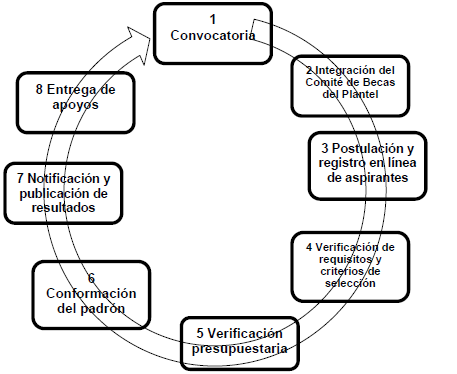 1
Convocatoria
2 Integración del
Comité de Becas
del Plantel
3 Postulación y
registro en línea
de aspirantes
4 Verificación de
requisitos y
criterios de
selección
5 Verificación
presupuestaria
6
Conformación
del padrón
7 Notificación y
publicación de
resultados
8 Entrega de
apoyos